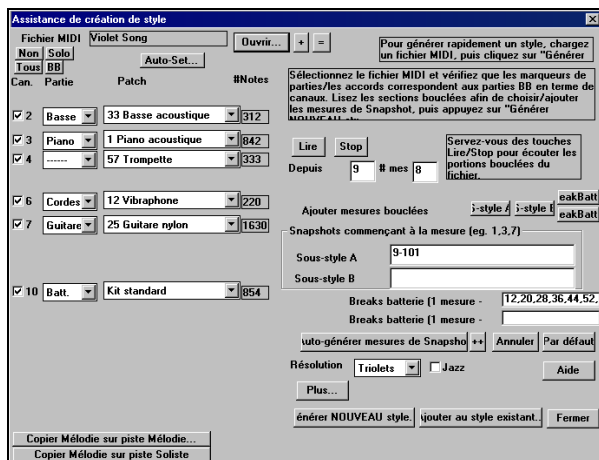 Assistance de création de style
Fichier MIDI Violet Song Ouvrir... + =
Non Solo
Tous BB
Auto-Set...
Can. Partie Patch #Notes
2 Basse 33 Basse acoustique 312
3 Piano 1 Piano acoustique 842
4 ------ 57 Trompette 333
6 Cordes 12 Vibraphone 220
7 Guitare 25 Guitare nylon 1630
10 Batt. Kit standard 854
Copier Mélodie sur piste Mélodie...
Copier Mélodie sur piste Soliste
Pour générer rapidement un style, chargez
un fichier MIDI, puis cliquez sur "Générer
Sélectionnez le fichier MIDI et vérifiez que les marqueurs de
parties/les accords correspondent aux parties BB en terme de
canaux. Lisez les sections bouclées afin de choisir/ajouter
les mesures de Snapshot, puis appuyez sur "Générer
Lire Stop
Depuis 9 # mes 8
Servez-vous des touches
Lire/Stop pour écouter les
portions bouclées du
fichier.
Ajouter mesures bouclées -style A -style E eakBatt
eakBatt
Snapshots commençant à la mesure (eg. 1,3,7)
Sous-style A 9-101
Sous-style B
Breaks batterie (1 mesure - 12,20,28,36,44,52,
Breaks batterie (1 mesure -
uto-générer mesures de Snapsho ++ Annuler Par défaut
Résolution Triolets Jazz Aide
Plus...
énérer NOUVEAU style. jouter au style existant.. Fermer